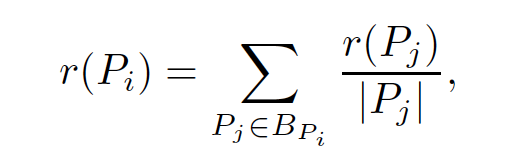 $$r(P_i) = \sum_{P_j \in B_{P_i}} \frac{r(P_j)}{|P_j|},$$